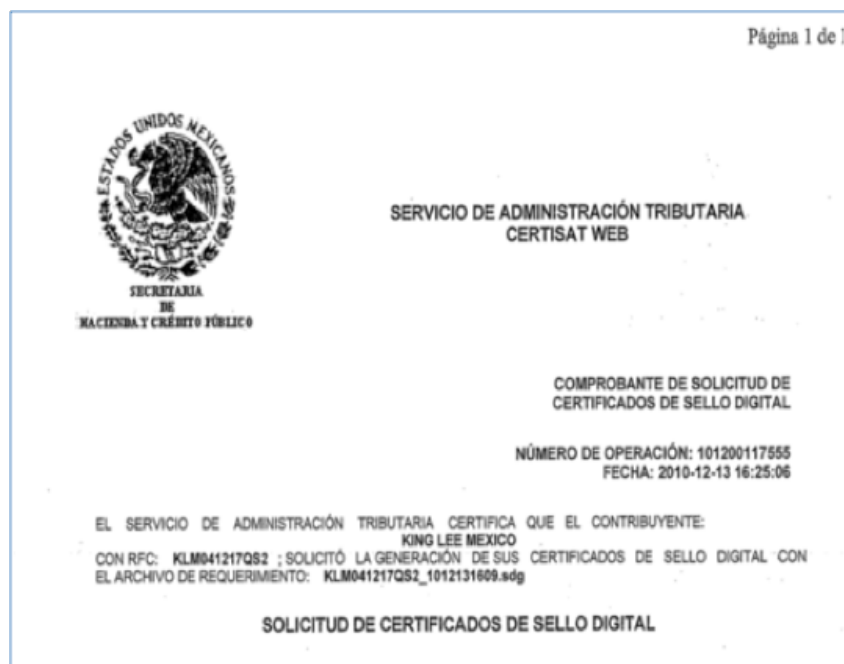 Página 1 de 1
ESTADOS UNIDOS MEXICANOS
SECRETARIA
DE
HACIENDA Y CRÉDITO PÚBLICO
SERVICIO DE ADMINISTRACIÓN TRIBUTARIA
CERTISAT WEB
COMPROBANTE DE SOLICITUD DE
CERTIFICADOS DE SELLO DIGITAL
NÚMERO DE OPERACIÓN: 101200117555
FECHA: 2010-12-13 16:25:06
EL SERVICIO DE ADMINISTRACIÓN TRIBUTARIA CERTIFICA QUE EL CONTRIBUYENTE:
KING LEE MEXICO
CON RFC: KLM041217QS2 ; SOLICITÓ LA GENERACIÓN DE SUS CERTIFICADOS DE SELLO DIGITAL CON
EL ARCHIVO DE REQUERIMIENTO: KLM041217QS2_1012131609.sdg
SOLICITUD DE CERTIFICADOS DE SELLO DIGITAL